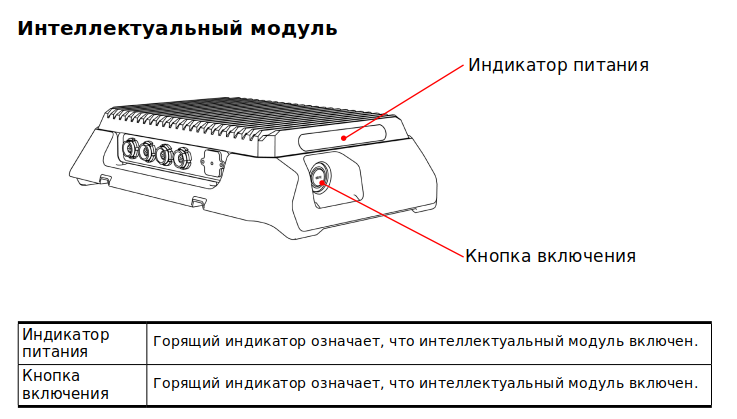 Интеллектуальный модуль
Индикатор питания
Кнопка включения
Индикатор
питания
Горящий индикатор означает, что интеллектуальный модуль включен.
Кнопка
включения
Горящий индикатор означает, что интеллектуальный модуль включен.